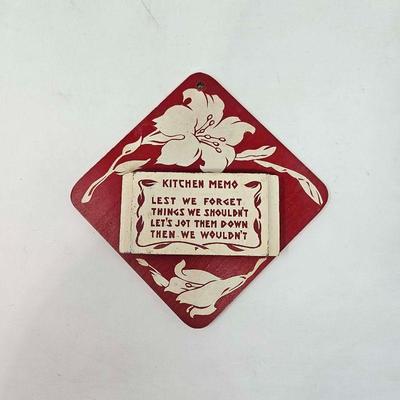 KITCHEN MEMO
LEST WE FORGET
THINGS WE SHOULDN'T
LET'S JOT THEM DOWN
THEN WE WOULDN'T